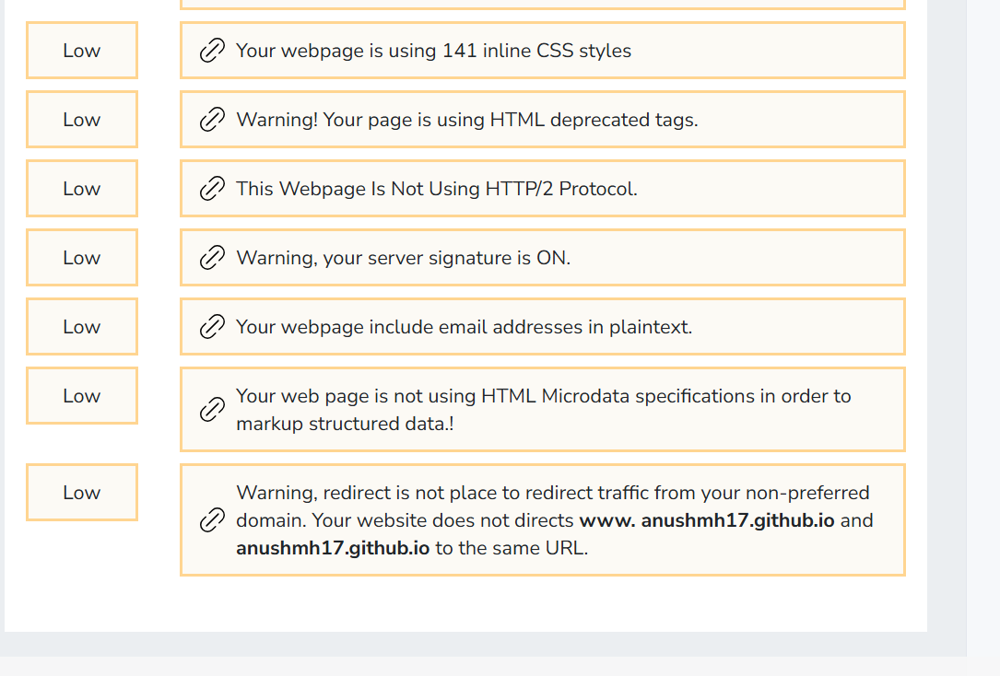 Low
Your webpage is using 141 inline CSS styles
Low
Warning! Your page is using HTML deprecated tags.
Low
This Webpage Is Not Using HTTP/2 Protocol.
Low
Warning, your server signature is ON.
Low
Your webpage include email addresses in plaintext.
Low
Your web page is not using HTML Microdata specifications in order to
markup structured data.!
Low
Warning, redirect is not place to redirect traffic from your non-preferred
domain. Your website does not directs www. anushmh17.github.io and
anushmh17.github.io to the same URL.